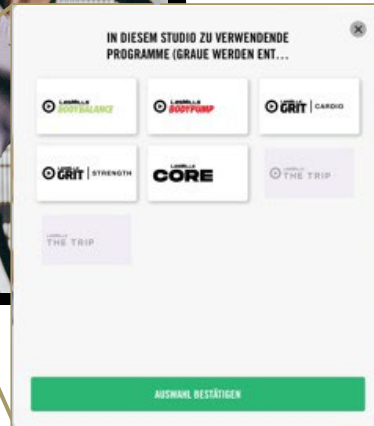 IN DIESEM STUDIO ZU VERWENDENDE
PROGRAMME (GRAUE WERDEN ENT...
LESMILLS
BODYBALANCE
LESMILLS
BODYPUMP
LESMILLS
GRIT | CARDIO
LESMILLS
GRIT | STRENGTH
LESMILLS
CORE
LESMILLS
THE TRIP
LESMILLS
THE TRIP
AUSWAHL BESTÄTIGEN